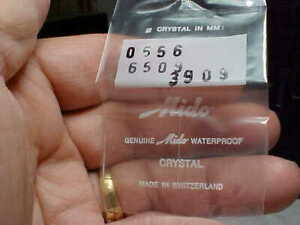 CRYSTAL IN MM
0556
6509
3909
Mido
GENUINE Mido WATERPROOF
CRYSTAL
MADE IN SWITZERLAND